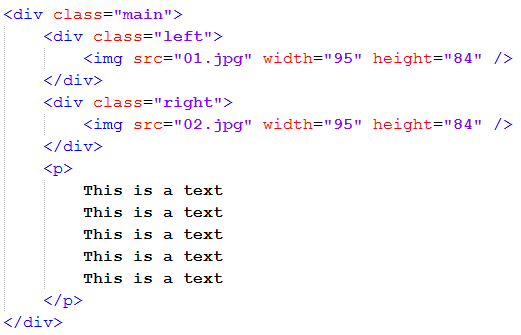 <div class="main">
    <div class="left">
        <img src="01.jpg" width="95" height="84" />
    </div>
    <div class="right">
        <img src="02.jpg" width="95" height="84" />
    </div>
    <p>
        This is a text
        This is a text
        This is a text
        This is a text
        This is a text
    </p>
</div>